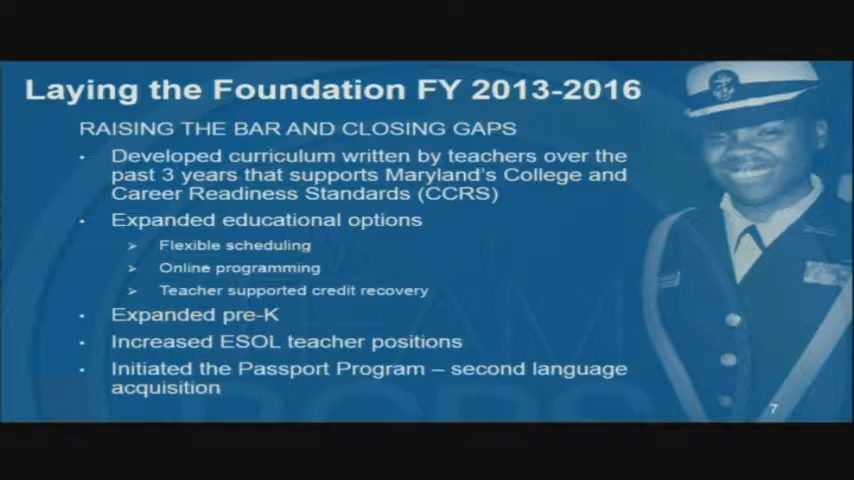 Laying the Foundation FY 2013-2016
RAISING THE BAR AND CLOSING GAPS
• Developed curriculum written by teachers over the
past 3 years that supports Maryland's College and
Career Readiness Standards (CCRS)
• Expanded educational options
➢ Flexible scheduling
➢ Online programming
➢ Teacher supported credit recovery
• Expanded pre-K
• Increased ESOL teacher positions
• Initiated the Passport Program – second language
acquisition
TEAM
BCPS
7